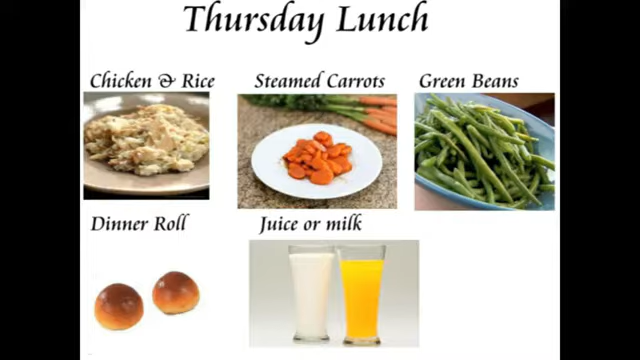 Thursday Lunch
Chicken & Rice
Steamed Carrots
Green Beans
Dinner Roll
Juice or milk